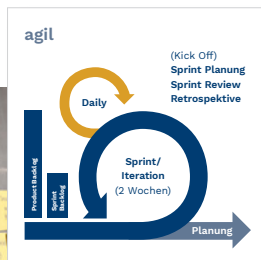 agil
(Kick Off)
Sprint Planung
Sprint Review
Retrospektive
Daily
Sprint/
Iteration
(2 Wochen)
Product Backlog
Sprint
Backlog
Planung